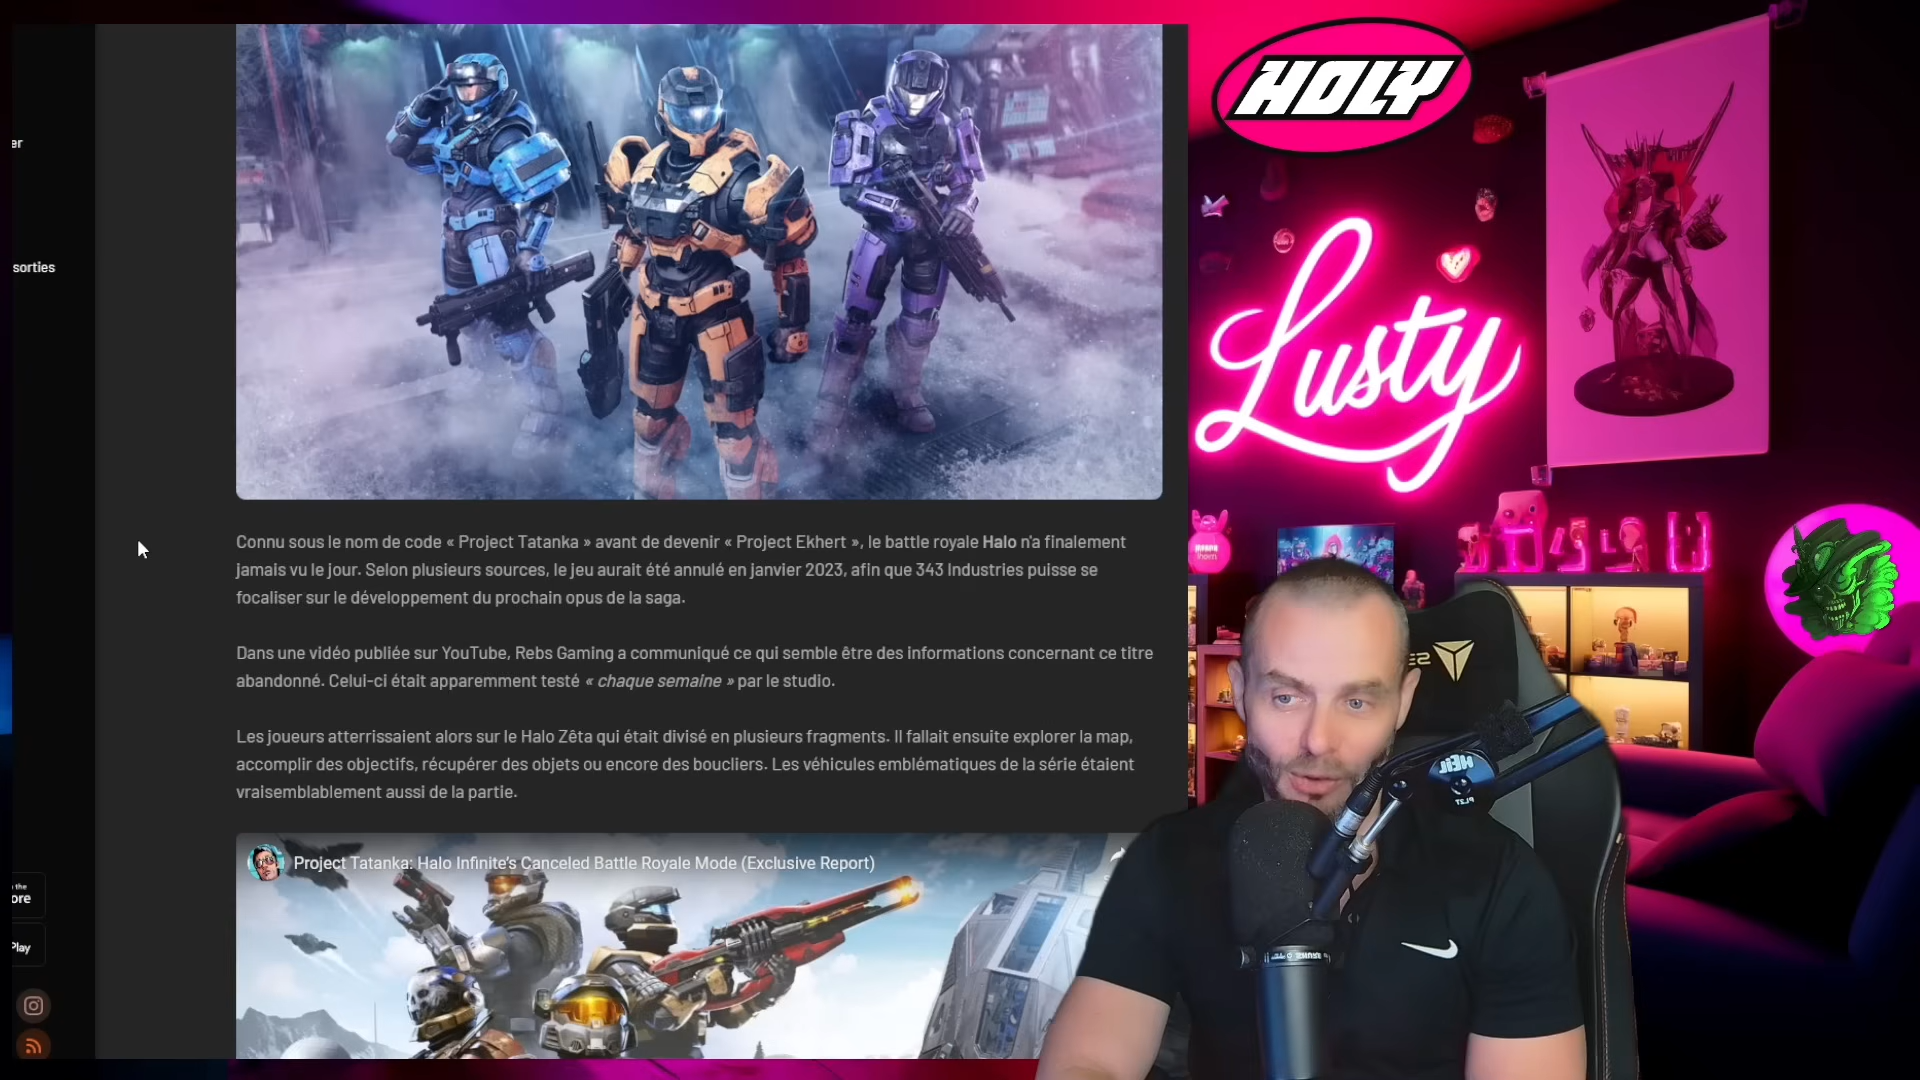 er
sorties
Connu sous le nom de code « Project Tatanka » avant de devenir « Project Ekhert », le battle royale Halo n'a finalement
jamais vu le jour. Selon plusieurs sources, le jeu aurait été annulé en janvier 2023, afin que 343 Industries puisse se
focaliser sur le développement du prochain opus de la saga.
Dans une vidéo publiée sur YouTube, Rebs Gaming a communiqué ce qui semble être des informations concernant ce titre
abandonné. Celui-ci était apparemment testé « chaque semaine » par le studio.
Les joueurs atterrissaient alors sur le Halo Zêta qui était divisé en plusieurs fragments. Il fallait ensuite explorer la map,
accomplir des objectifs, récupérer des objets ou encore des boucliers. Les véhicules emblématiques de la série étaient
vraisemblablement aussi de la partie.
Project Tatanka: Halo Infinite's Canceled Battle Royale Mode (Exclusive Report)
n the
ore
Play
HOLY
Lusty
HEiL